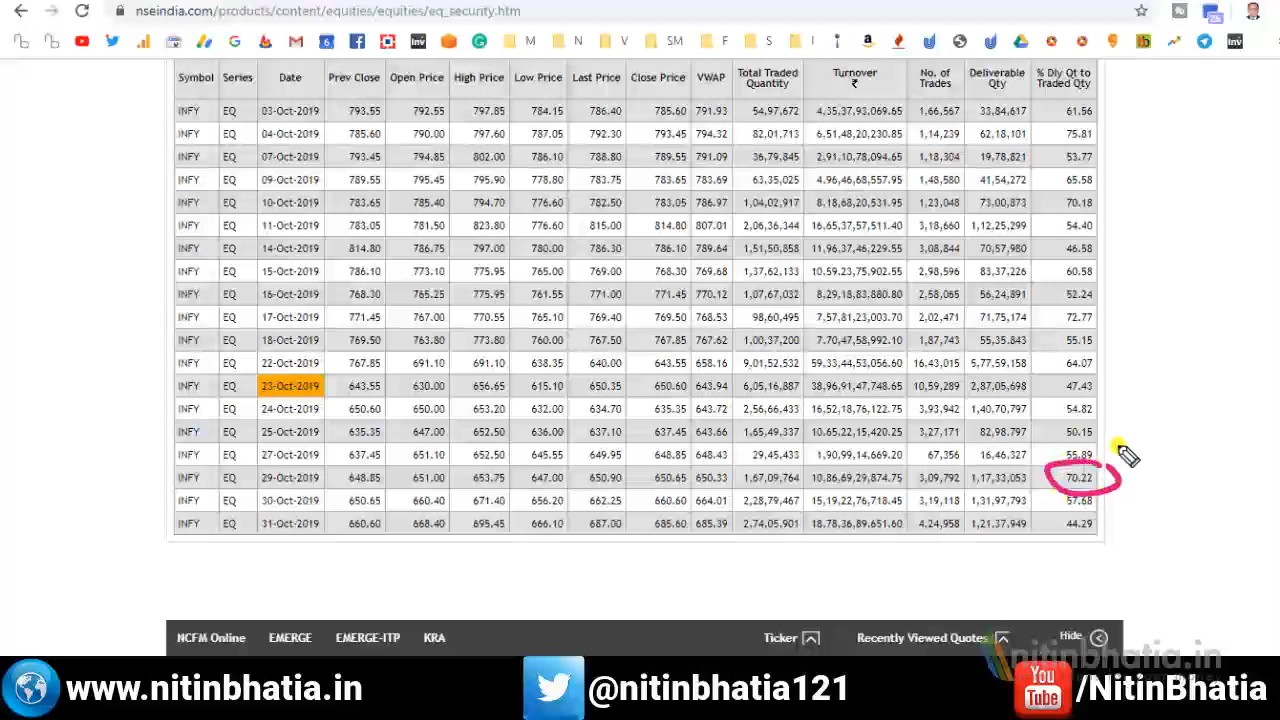 nseindia.com/products/content/equities/equities/eq_security.htm
M N V SM F S I
Symbol Series Date Prev Close Open Price High Price Low Price Last Price Close Price VWAP Total Traded Quantity Turnover ₹ No. of Trades Deliverable Qty % Dly Qt to Traded Qty
INFY EQ 03-Oct-2019 793.55 792.55 797.85 784.15 786.40 785.60 791.93 54,97,672 4,35,37,93,069.65 1,66,567 33,84,617 61.56
INFY EQ 04-Oct-2019 785.60 790.00 797.60 787.05 792.30 793.45 794.32 82,01,713 6,51,48,20,230.85 1,14,239 62,18,101 75.81
INFY EQ 07-Oct-2019 793.45 794.85 802.00 786.10 788.80 789.55 791.09 36,79,845 2,91,10,78,094.65 1,18,304 19,78,821 53.77
INFY EQ 09-Oct-2019 789.55 795.45 795.90 778.80 783.75 783.65 783.69 63,35,025 4,96,46,68,557.95 1,48,580 41,54,272 65.58
INFY EQ 10-Oct-2019 783.65 785.40 794.70 776.60 782.50 783.05 786.97 1,04,02,917 8,18,68,20,531.95 1,23,048 73,00,873 70.18
INFY EQ 11-Oct-2019 783.05 781.50 823.80 776.60 815.00 814.80 807.01 2,06,36,344 16,65,37,57,511.40 3,18,660 1,12,25,299 54.40
INFY EQ 14-Oct-2019 814.80 786.75 797.00 780.00 786.30 786.10 789.64 1,51,50,858 11,96,37,46,229.55 3,08,844 70,57,980 46.58
INFY EQ 15-Oct-2019 786.10 773.10 775.95 765.00 769.00 768.30 769.68 1,37,62,133 10,59,23,75,902.55 2,98,596 83,37,226 60.58
INFY EQ 16-Oct-2019 768.30 765.25 775.95 761.55 771.00 771.45 770.12 1,07,67,032 8,29,18,83,880.80 2,58,065 56,24,891 52.24
INFY EQ 17-Oct-2019 771.45 767.00 770.55 765.10 769.40 769.50 768.53 98,60,495 7,57,81,23,003.70 2,02,471 71,75,174 72.77
INFY EQ 18-Oct-2019 769.50 763.80 773.80 760.00 767.50 767.85 767.62 1,00,37,200 7,70,47,58,992.10 1,87,743 55,35,843 55.15
INFY EQ 22-Oct-2019 767.85 691.10 691.10 638.35 640.00 643.55 658.16 9,01,52,532 59,33,44,53,056.60 16,43,015 5,77,59,158 64.07
INFY EQ 23-Oct-2019 643.55 630.00 656.65 615.10 650.35 650.60 643.94 6,05,16,887 38,96,91,47,748.65 10,59,289 2,87,05,698 47.43
INFY EQ 24-Oct-2019 650.60 650.00 653.20 632.00 634.70 635.35 643.72 2,56,66,433 16,52,18,76,122.75 3,93,942 1,40,70,797 54.82
INFY EQ 25-Oct-2019 635.35 647.00 652.50 636.00 637.10 637.45 643.66 1,65,49,337 10,65,22,15,420.25 3,27,171 82,98,797 50.15
INFY EQ 27-Oct-2019 637.45 651.10 652.50 645.55 649.95 648.85 648.43 29,45,433 1,90,99,14,669.20 67,356 16,46,327 55.89
INFY EQ 29-Oct-2019 648.85 651.00 653.75 647.00 650.90 650.65 650.33 1,67,09,764 10,86,69,29,874.75 3,09,792 1,17,33,053 70.22
INFY EQ 30-Oct-2019 650.65 660.40 671.40 656.20 662.25 660.60 664.01 2,28,79,467 15,19,22,76,718.45 3,19,118 1,31,97,793 57.68
INFY EQ 31-Oct-2019 660.60 668.40 695.45 666.10 687.00 685.60 685.39 2,74,05,901 18,78,36,89,651.60 4,24,958 1,21,37,949 44.29
NCFM Online EMERGE EMERGE-ITP KRA Ticker Recently Viewed Quotes Hide
nitinbhatia.in
www.nitinbhatia.in @nitinbhatia121 You Tube /NitinBhatia